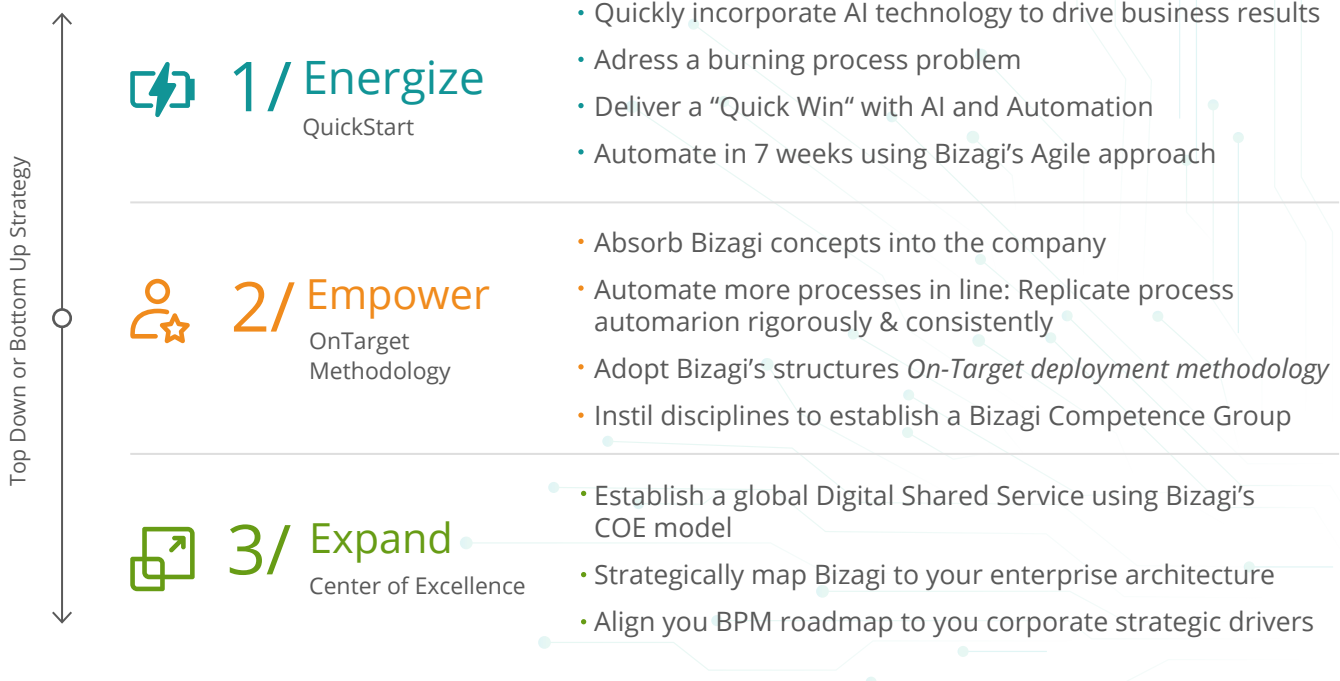 Top Down or Bottom Up Strategy
1/ Energize
QuickStart
• Quickly incorporate AI technology to drive business results
• Adress a burning process problem
• Deliver a “Quick Win“ with AI and Automation
• Automate in 7 weeks using Bizagi’s Agile approach
2/ Empower
OnTarget
Methodology
• Absorb Bizagi concepts into the company
• Automate more processes in line: Replicate process
automarion rigorously & consistently
• Adopt Bizagi’s structures On-Target deployment methodology
• Instil disciplines to establish a Bizagi Competence Group
3/ Expand
Center of Excellence
• Establish a global Digital Shared Service using Bizagi’s
COE model
• Strategically map Bizagi to your enterprise architecture
• Align you BPM roadmap to you corporate strategic drivers